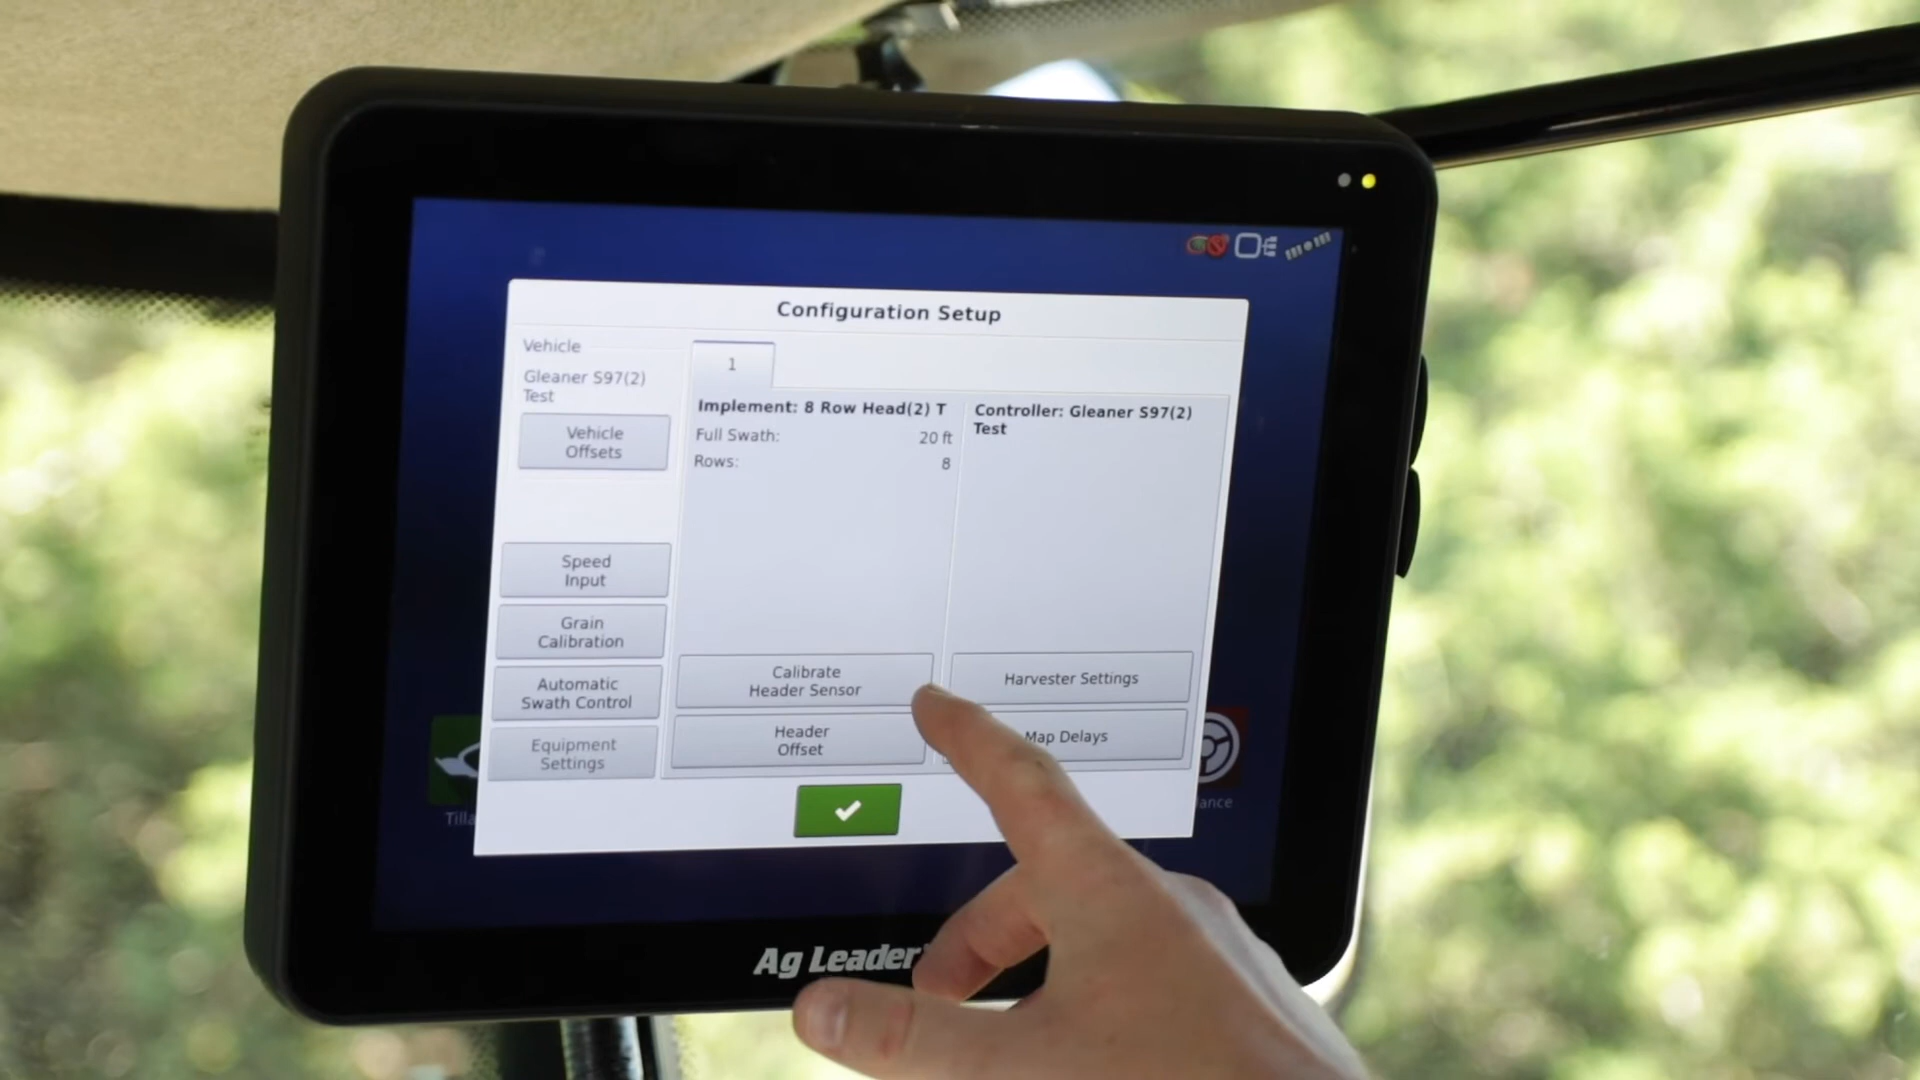 Configuration Setup
Vehicle
Gleaner S97(2)
Test
Vehicle
Offsets
Speed
Input
Grain
Calibration
Automatic
Swath Control
Equipment
Settings
1
Implement: 8 Row Head(2) T
Full Swath: 20 ft
Rows: 8
Controller: Gleaner S97(2)
Test
Calibrate
Header Sensor
Harvester Settings
Header
Offset
Map Delays
Tilla
ance
Ag Leader